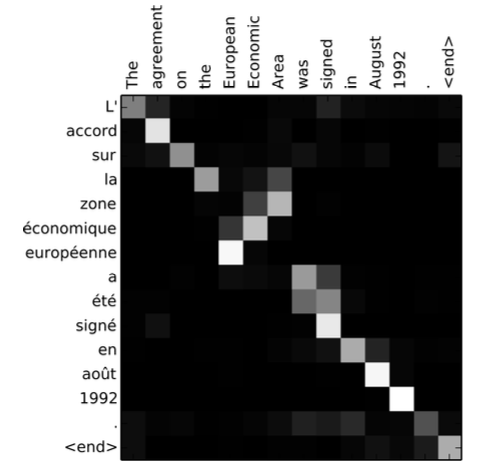 The agreement on the European Economic Area was signed in August 1992 . <end>
L'
accord
sur
la
zone
économique
européenne
a
été
signé
en
août
1992
.
<end>